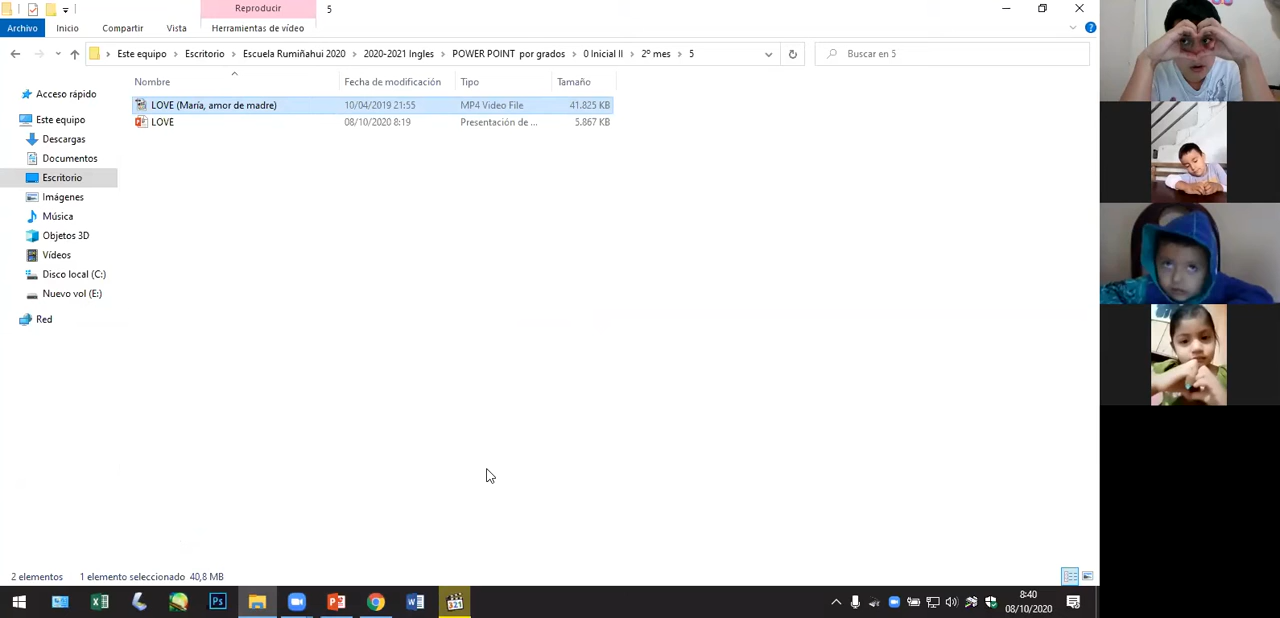 Reproducir 5
Archivo Inicio Compartir Vista Herramientas de vídeo
Este equipo Escritorio Escuela Rumiñahui 2020 2020-2021 Ingles POWER POINT por grados 0 Inicial II 2º mes 5 Buscar en 5
Nombre Fecha de modificación Tipo Tamaño
Acceso rápido
LOVE (María, amor de madre) 10/04/2019 21:55 MP4 Video File 41.825 KB
LOVE 08/10/2020 8:19 Presentación de ... 5.867 KB
Este equipo
Descargas
Documentos
Escritorio
Imágenes
Música
Objetos 3D
Vídeos
Disco local (C:)
Nuevo vol (E:)
Red
2 elementos 1 elemento seleccionado 40,8 MB
Ps
321
8:40
08/10/2020